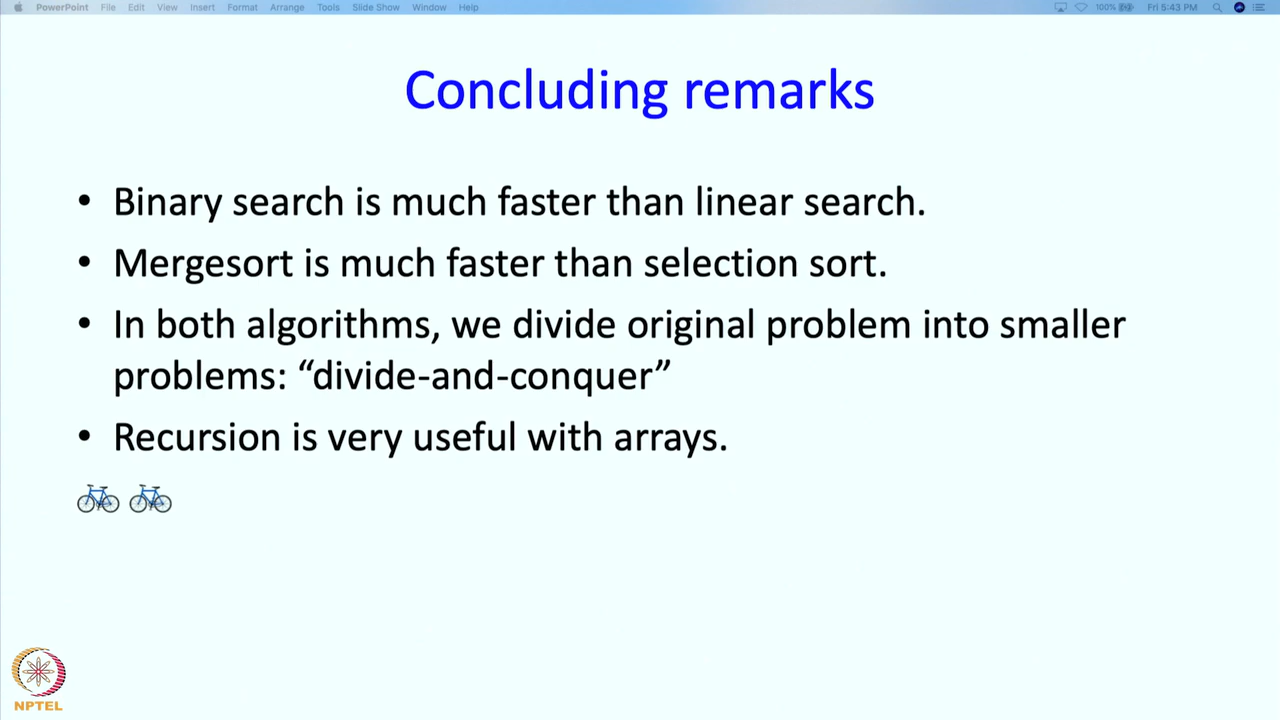 PowerPoint File Edit View Insert Format Arrange Tools Slide Show Window Help 100% Fri 5:43 PM
Concluding remarks
• Binary search is much faster than linear search.
• Mergesort is much faster than selection sort.
• In both algorithms, we divide original problem into smaller
problems: “divide-and-conquer”
• Recursion is very useful with arrays.
NPTEL